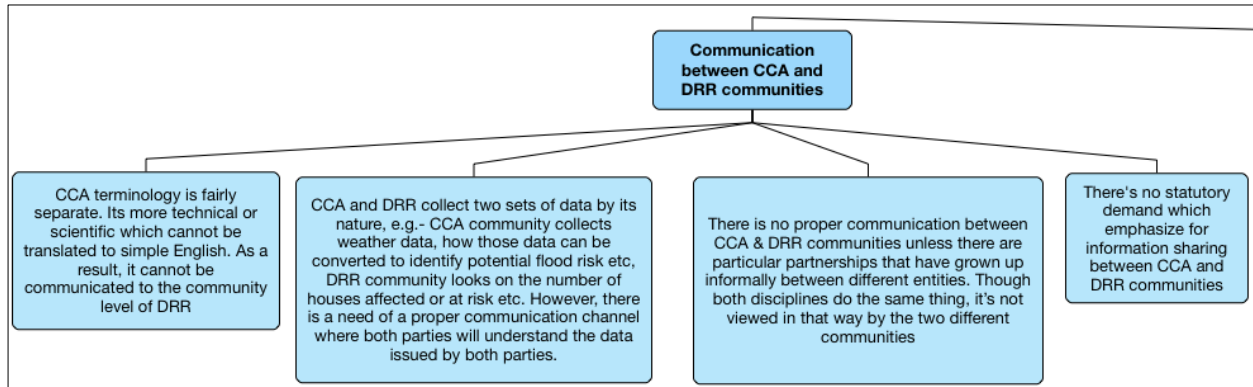 Communication
between CCA and
DRR communities
CCA terminology is fairly
separate. Its more technical or
scientific which cannot be
translated to simple English. As a
result, it cannot be
communicated to the community
level of DRR
CCA and DRR collect two sets of data by its
nature, e.g.- CCA community collects
weather data, how those data can be
converted to identify potential flood risk etc,
DRR community looks on the number of
houses affected or at risk etc. However, there
is a need of a proper communication channel
where both parties will understand the data
issued by both parties.
There is no proper communication between
CCA & DRR communities unless there are
particular partnerships that have grown up
informally between different entities. Though
both disciplines do the same thing, it's not
viewed in that way by the two different
communities
There's no statutory
demand which
emphasize for
information sharing
between CCA and
DRR communities